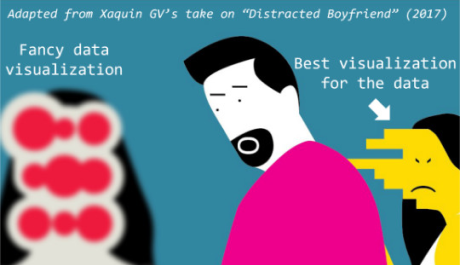 Adapted from Xaquin GV's take on "Distracted Boyfriend" (2017)
Fancy data
visualization
Best visualization
for the data